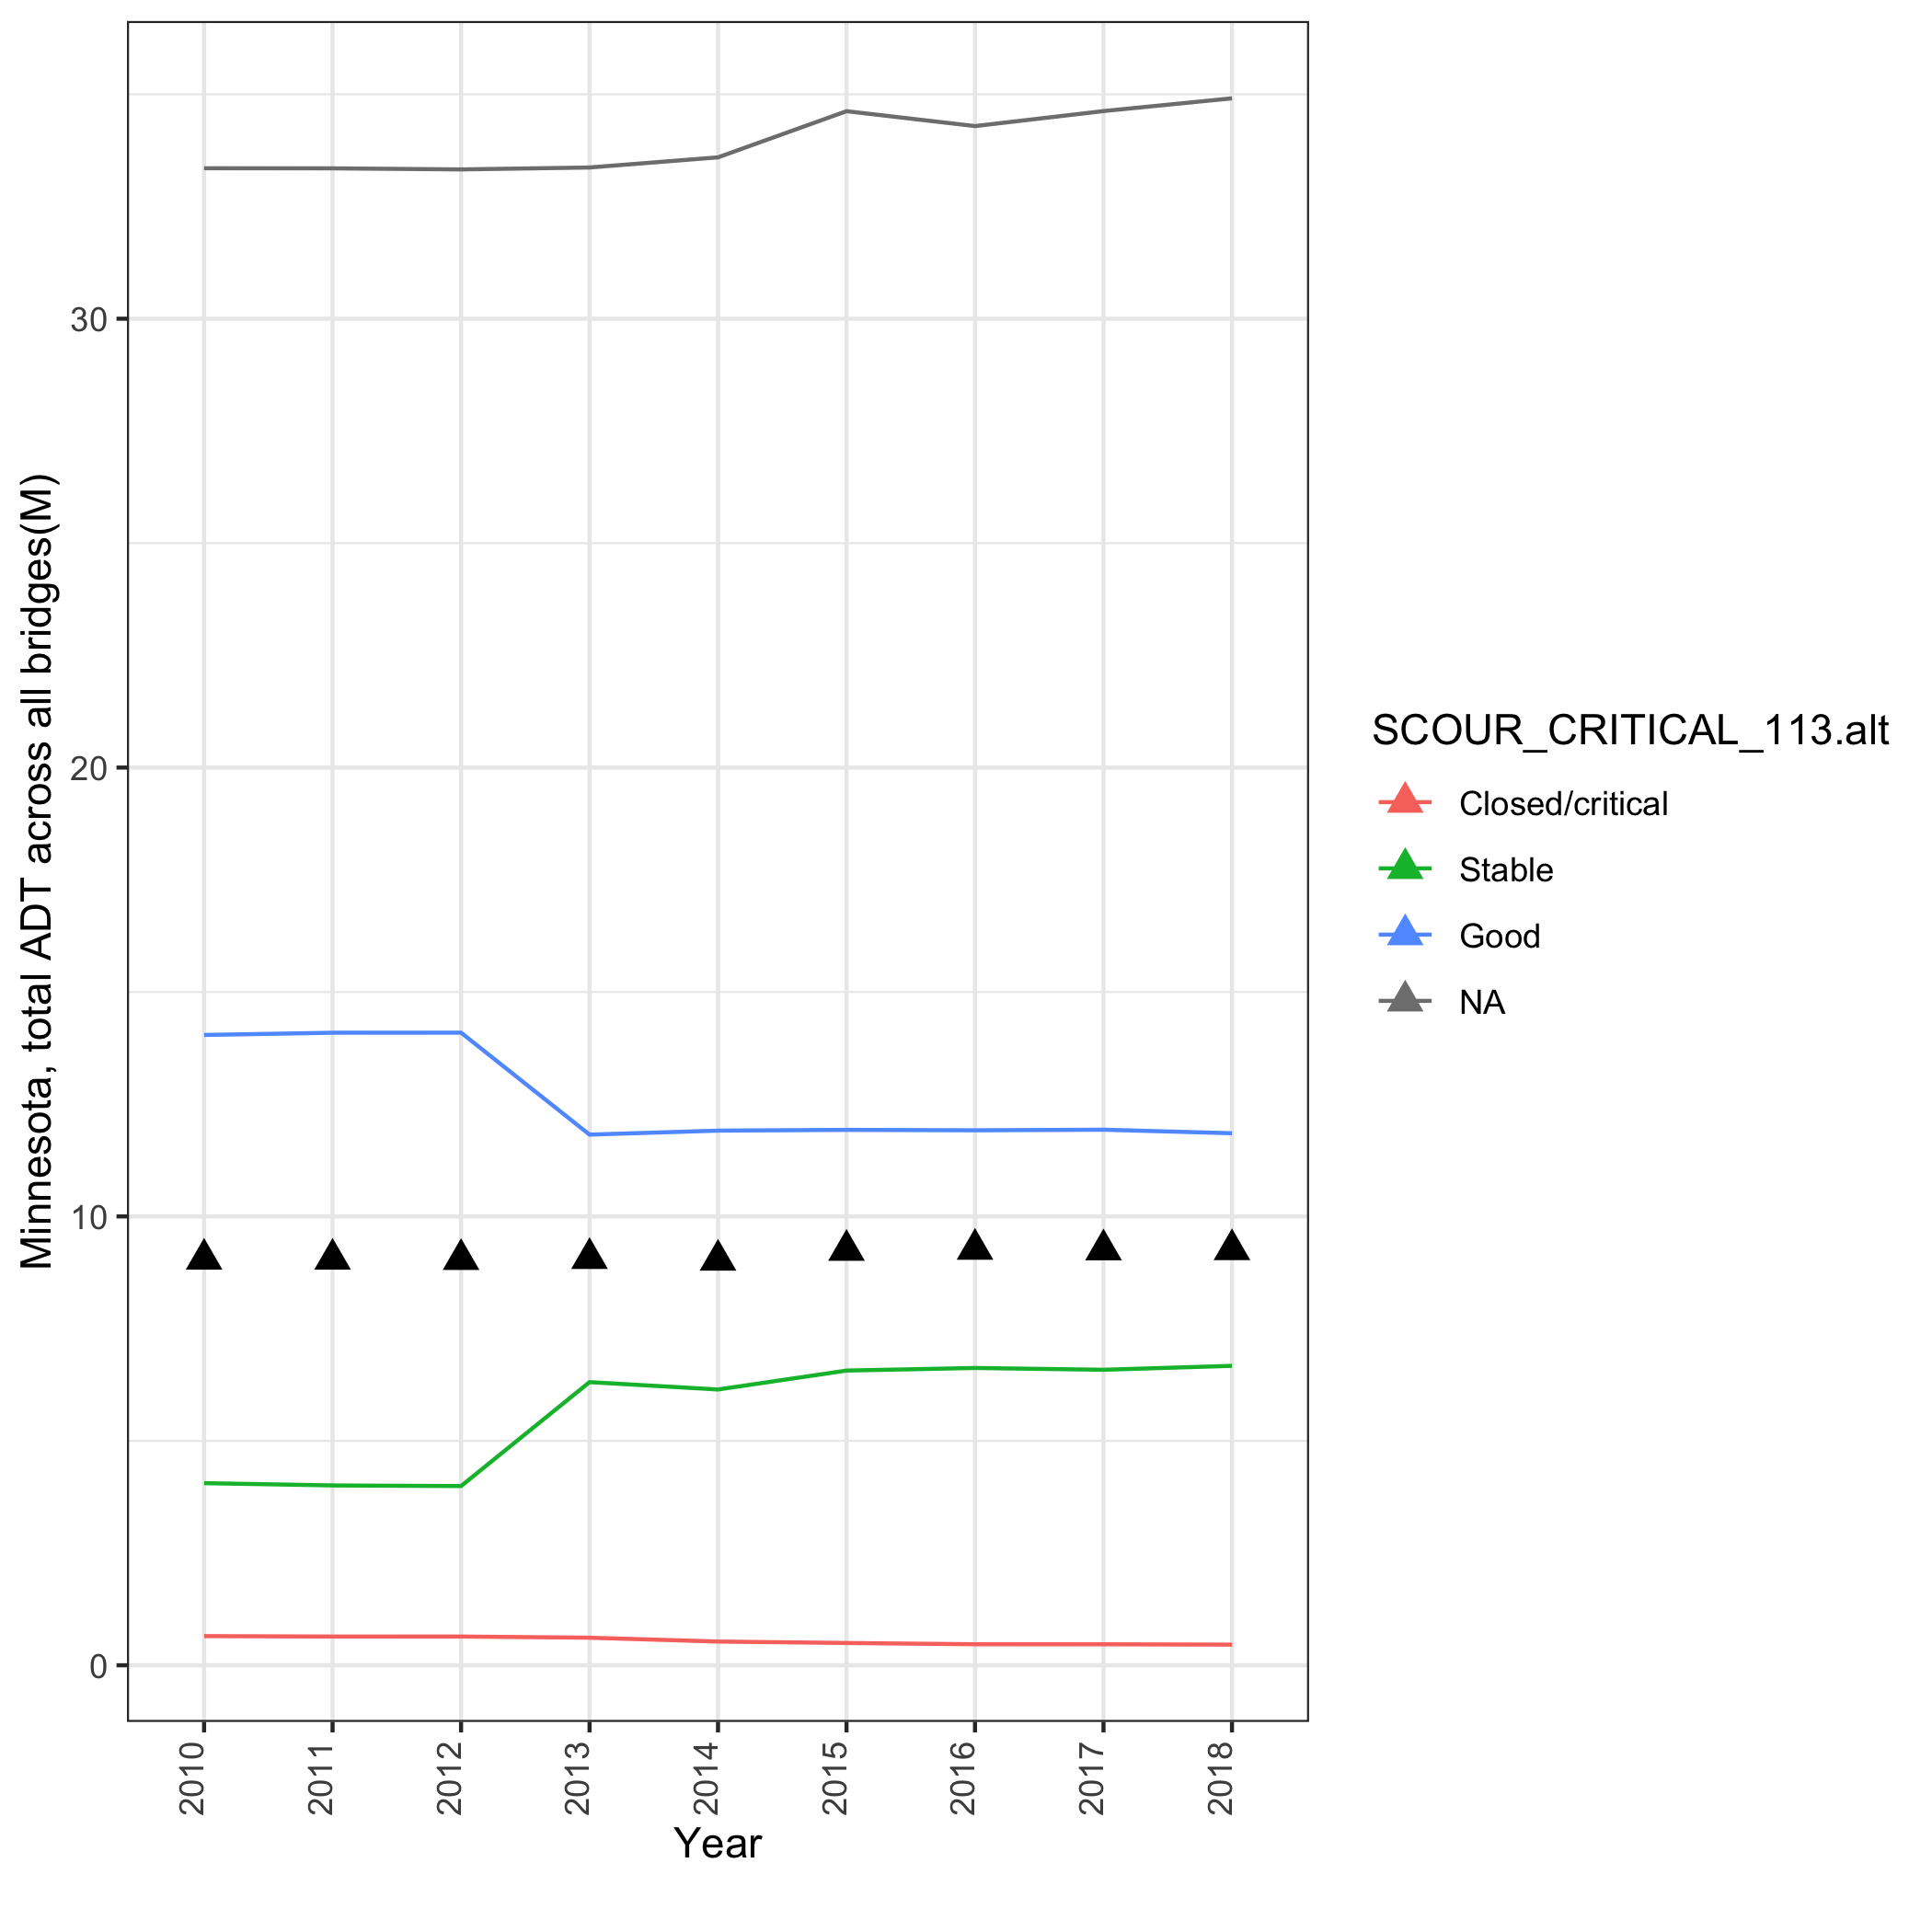 Minnesota, total ADT across all bridges(M)
30
20
10
0
2010
2011
2012
2013
2014
2015
2016
2017
2018
Year
SCOUR_CRITICAL_113.alt
Closed/critical
Stable
Good
NA